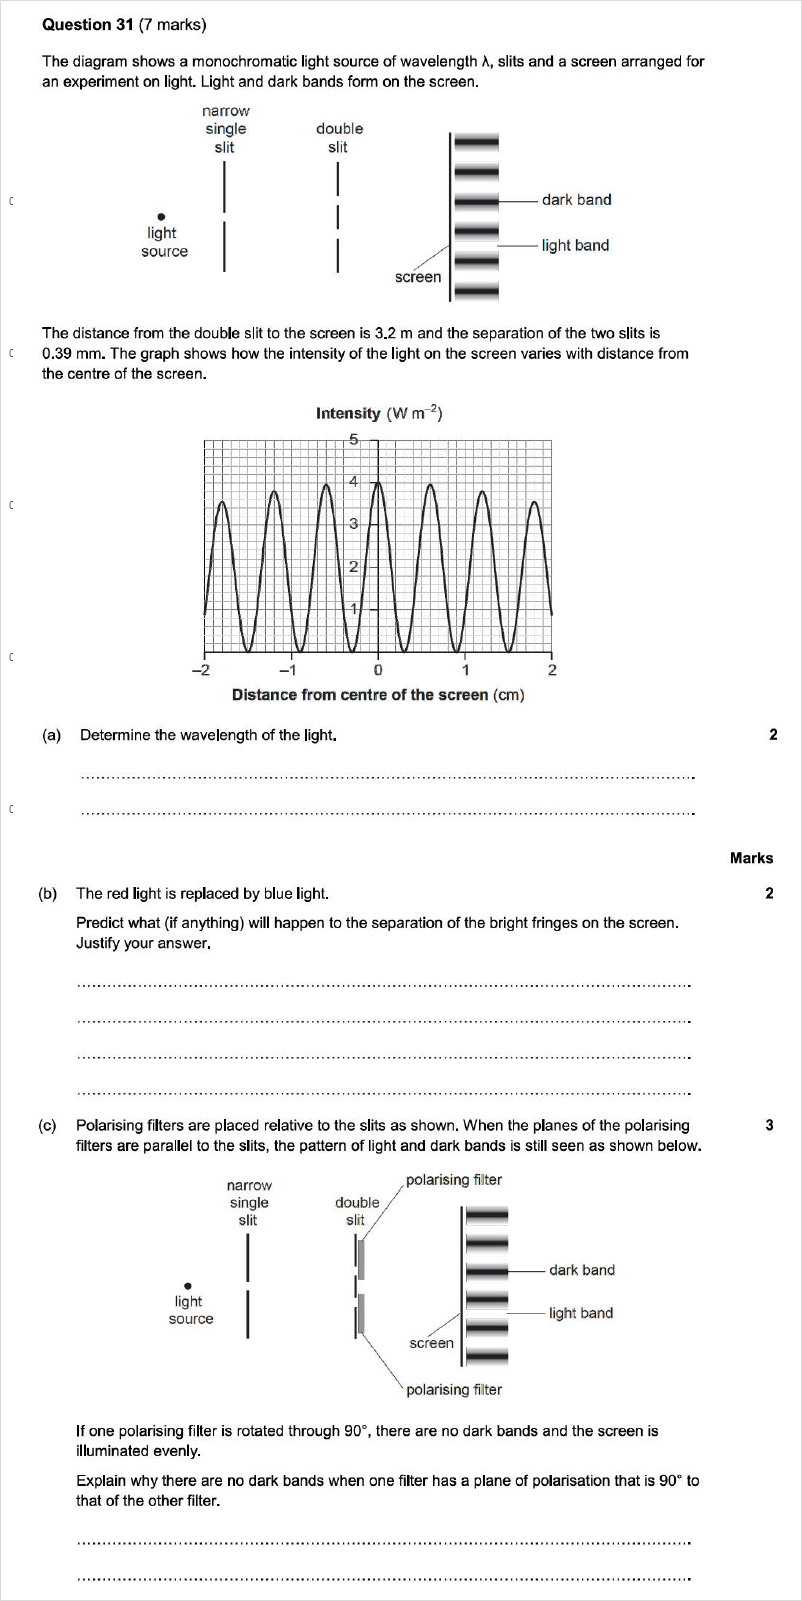 Question 31 (7 marks)
The diagram shows a monochromatic light source of wavelength λ, slits and a screen arranged for
an experiment on light. Light and dark bands form on the screen.
narrow
single
slit
double
slit
dark band
light
source
light band
screen
The distance from the double slit to the screen is 3.2 m and the separation of the two slits is
0.39 mm. The graph shows how the intensity of the light on the screen varies with distance from
the centre of the screen.
Intensity (W m⁻²)
5
4
3
2
1
–2 –1 0 1 2
Distance from centre of the screen (cm)
(a) Determine the wavelength of the light. 2
Marks
(b) The red light is replaced by blue light. 2
Predict what (if anything) will happen to the separation of the bright fringes on the screen.
Justify your answer.
(c) Polarising filters are placed relative to the slits as shown. When the planes of the polarising 3
filters are parallel to the slits, the pattern of light and dark bands is still seen as shown below.
polarising filter
narrow
single
slit
double
slit
dark band
light
source
light band
screen
polarising filter
If one polarising filter is rotated through 90°, there are no dark bands and the screen is
illuminated evenly.
Explain why there are no dark bands when one filter has a plane of polarisation that is 90° to
that of the other filter.